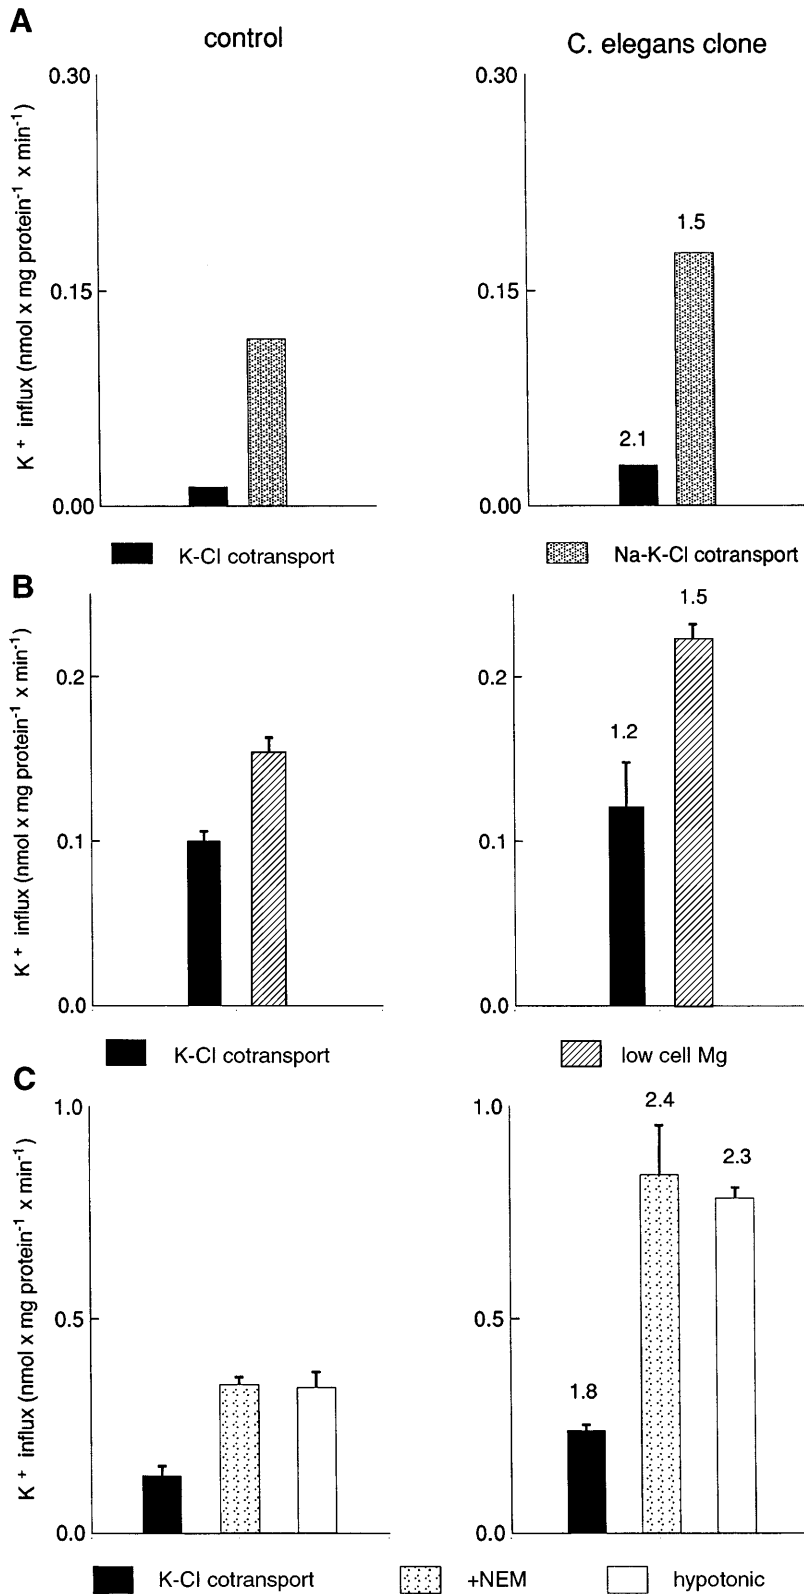 A
control
C. elegans clone
K + influx (nmol x mg protein-1 x min-1)
0.30
0.15
0.00
0.30
0.15
0.00
2.1
1.5
K-Cl cotransport
Na-K-Cl cotransport
B
K + influx (nmol x mg protein-1 x min-1)
0.2
0.1
0.0
0.2
0.1
0.0
1.2
1.5
K-Cl cotransport
low cell Mg
C
K + influx (nmol x mg protein-1 x min-1)
1.0
0.5
0.0
1.0
0.5
0.0
1.8
2.4
2.3
K-Cl cotransport
+NEM
hypotonic